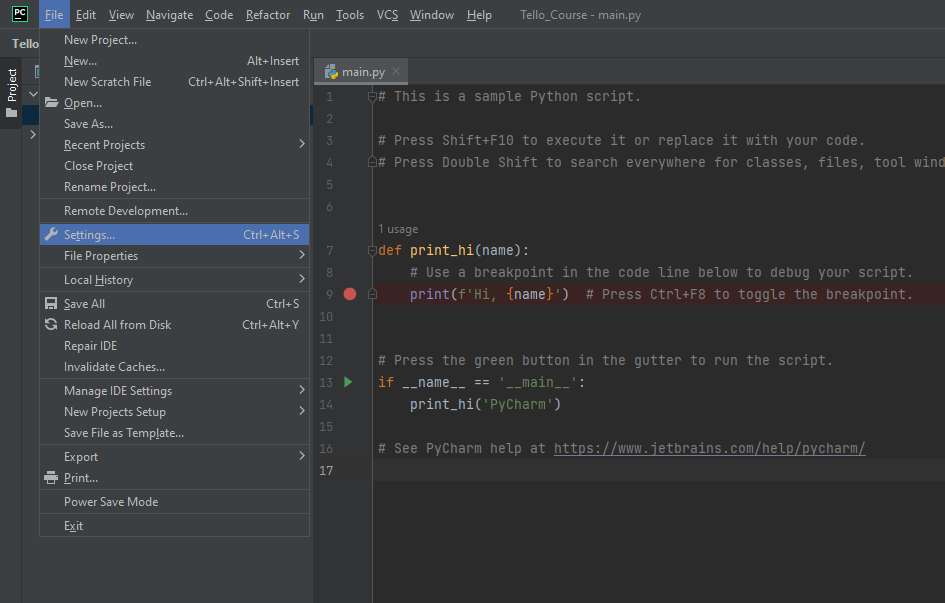 PC File Edit View Navigate Code Refactor Run Tools VCS Window Help Tello_Course - main.py
Tello
Project
New Project...
New... Alt+Insert
New Scratch File Ctrl+Alt+Shift+Insert
Open...
Save As...
Recent Projects
Close Project
Rename Project...
Remote Development...
Settings... Ctrl+Alt+S
File Properties
Local History
Save All Ctrl+S
Reload All from Disk Ctrl+Alt+Y
Repair IDE
Invalidate Caches...
Manage IDE Settings
New Projects Setup
Save File as Template...
Export
Print...
Power Save Mode
Exit
main.py
1 # This is a sample Python script.
2
3 # Press Shift+F10 to execute it or replace it with your code.
4 # Press Double Shift to search everywhere for classes, files, tool wind
5
6
1 usage
7 def print_hi(name):
8 # Use a breakpoint in the code line below to debug your script.
9 print(f'Hi, {name}') # Press Ctrl+F8 to toggle the breakpoint.
10
11
12 # Press the green button in the gutter to run the script.
13 if __name__ == '__main__':
14 print_hi('PyCharm')
15
16 # See PyCharm help at https://www.jetbrains.com/help/pycharm/
17